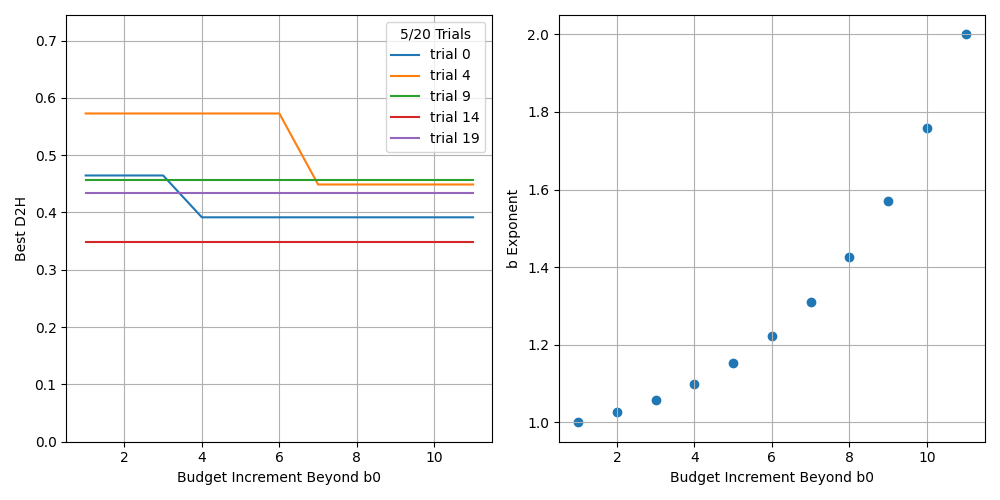 5/20 Trials
trial 0
trial 4
trial 9
trial 14
trial 19
0.7
0.6
0.5
0.4
0.3
0.2
0.1
0.0
Best D2H
2 4 6 8 10
Budget Increment Beyond b0
2.0
1.8
1.6
1.4
1.2
1.0
b Exponent
2 4 6 8 10
Budget Increment Beyond b0